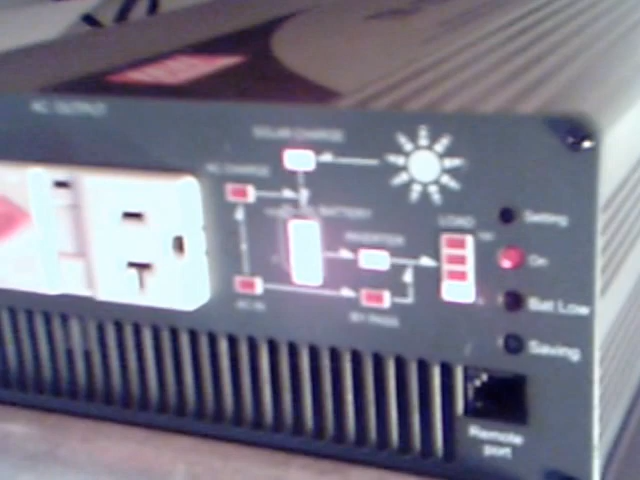 AC OUTPUT
SOLAR CHARGE
AC CHARGE
BATTERY
LOAD
INVERTER
Setting
On
AC IN
BY PASS
Bat Low
Saving
Remote
port